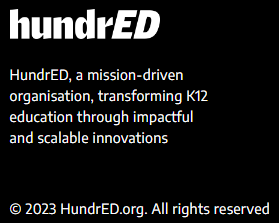 hundrED
HundrED, a mission-driven
organisation, transforming K12
education through impactful
and scalable innovations
© 2023 HundrED.org. All rights reserved